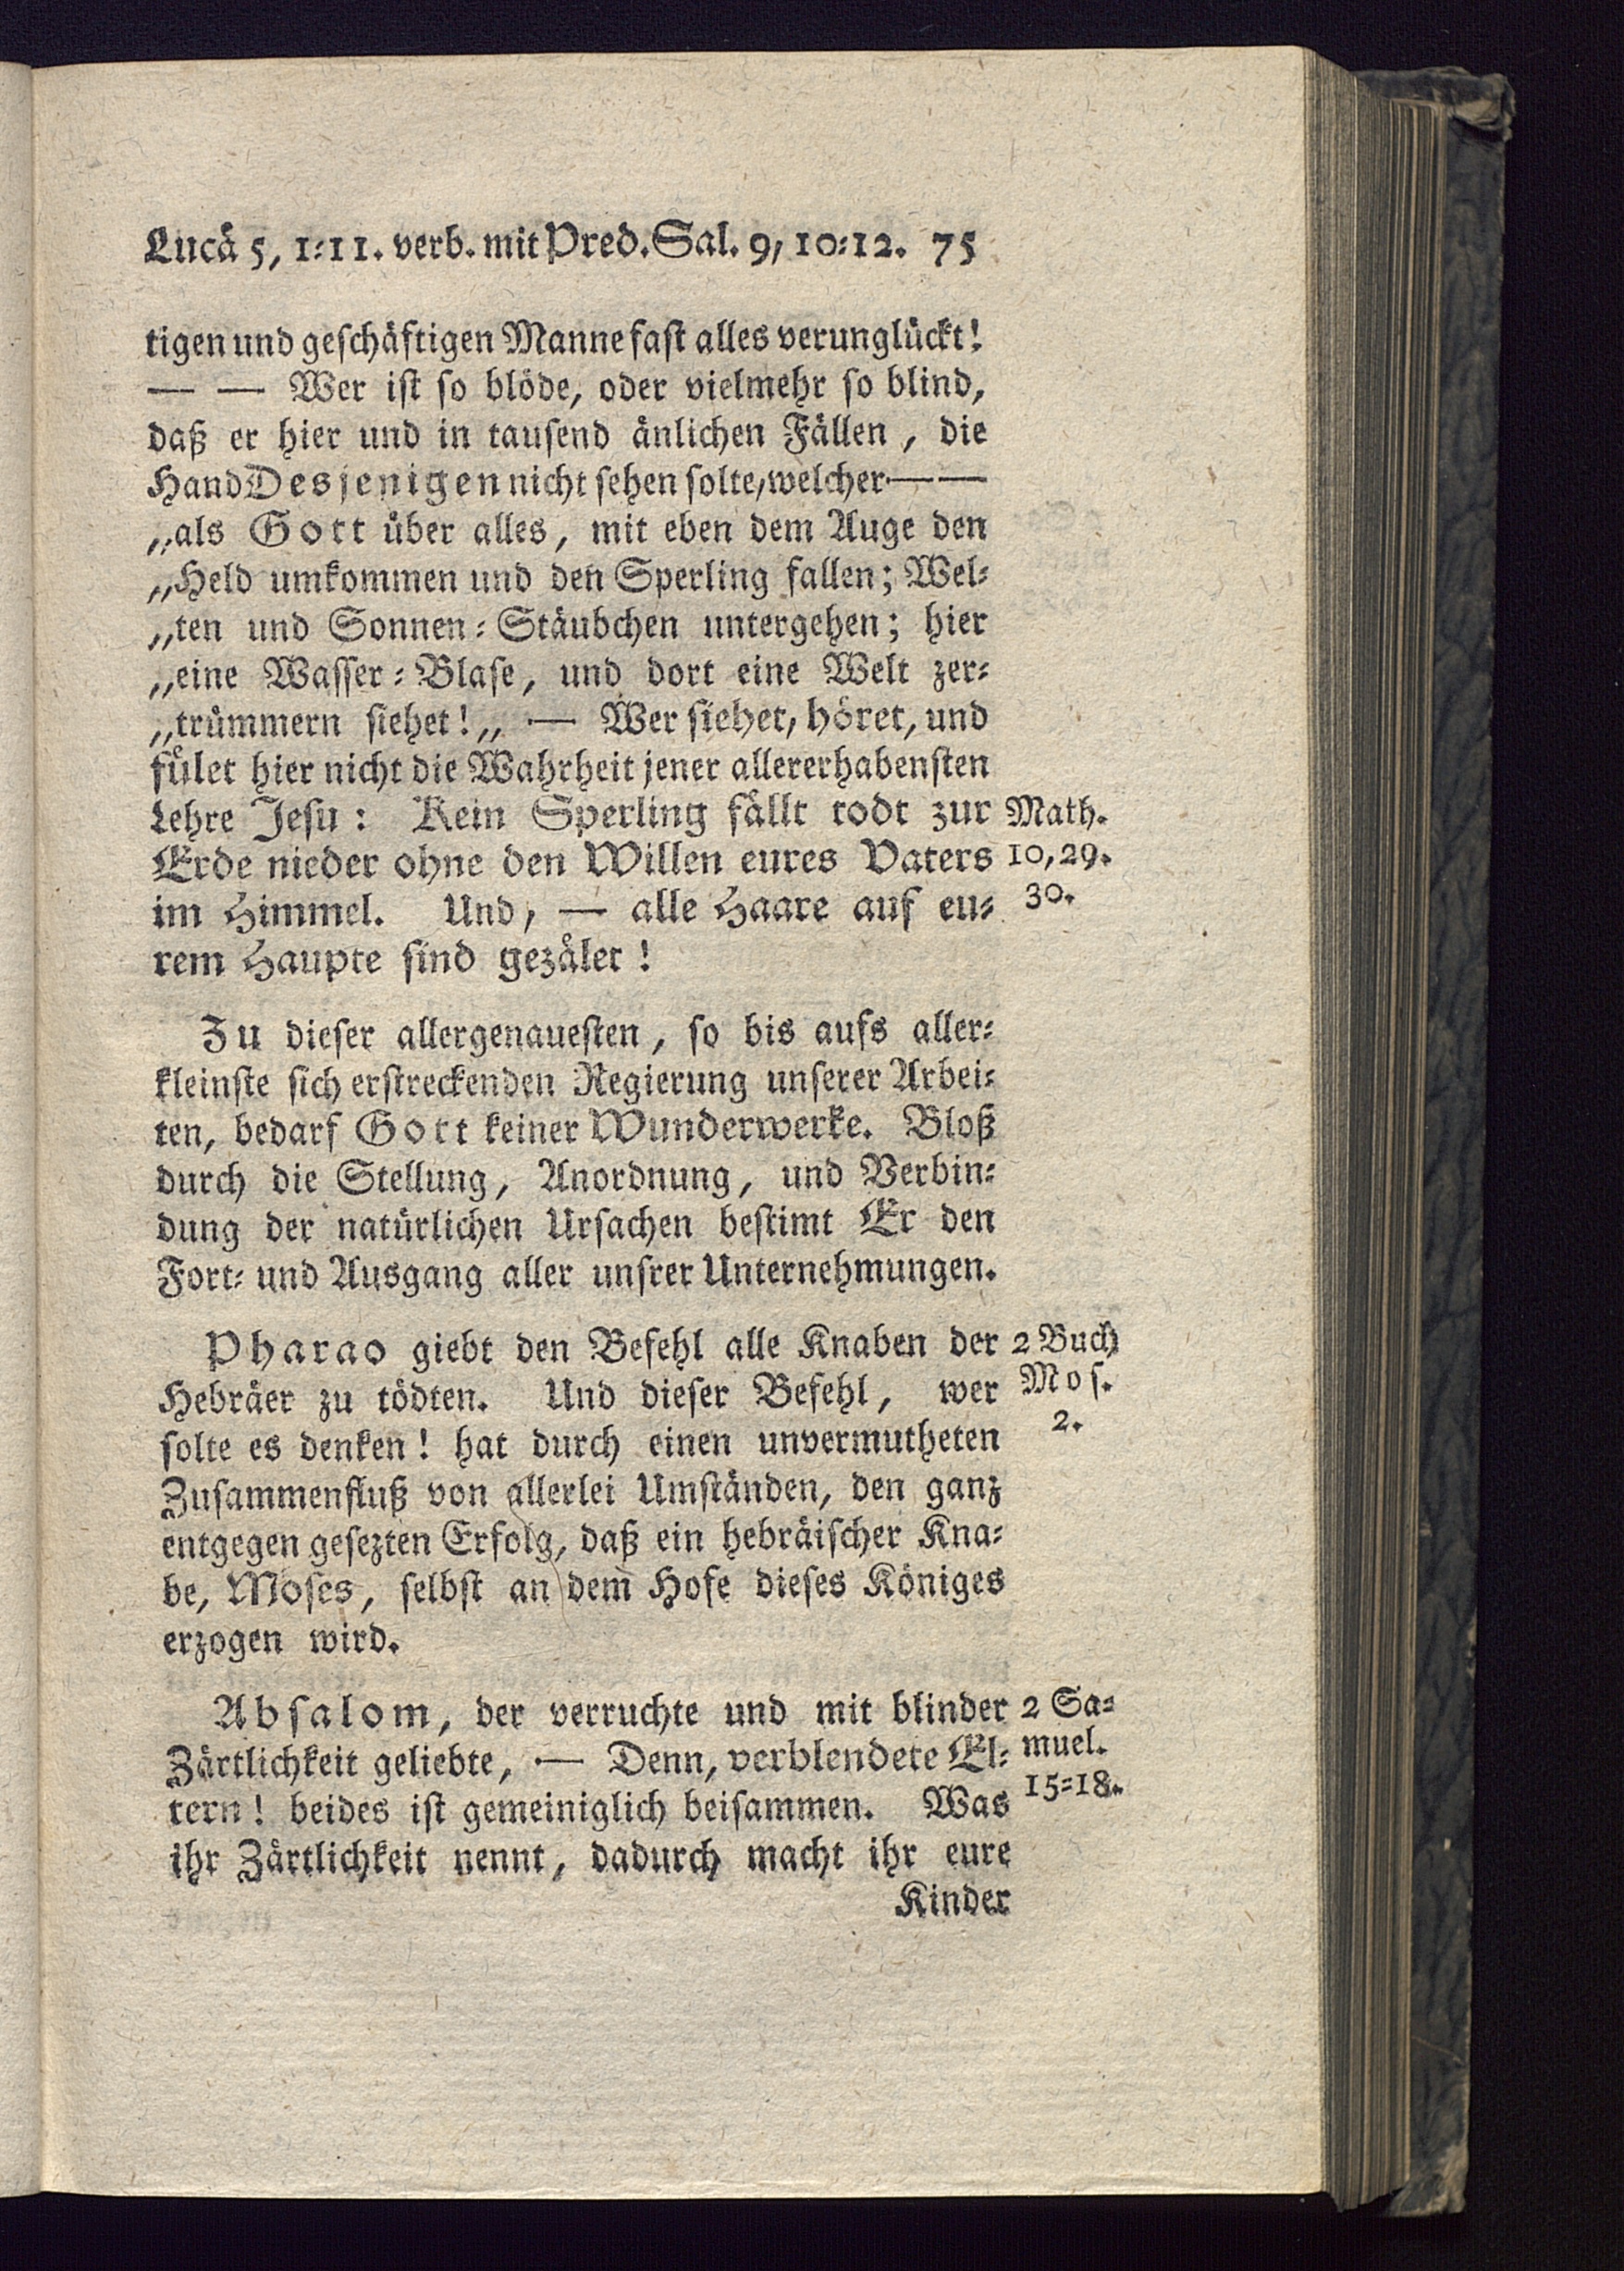 Lucä 5, 1:11. verb. mit Pred. Sal. 9, 10:12. 75
tigen und geschäftigen Manne fast alles verunglückt!
— — Wer ist so blöde, oder vielmehr so blind,
daß er hier und in tausend änlichen Fällen, die
Hand Desjenigen nicht sehen solte, welcher — —
„als Gott über alles, mit eben dem Auge den
„Held umkommen und den Sperling fallen; Wel-
„ten und Sonnen-Stäubchen untergehen; hier
„eine Wasser-Blase, und dort eine Welt zer-
„trümmern siehet!„ — Wer siehet, höret, und
fület hier nicht die Wahrheit jener allererhabensten
Lehre Jesu: Kein Sperling fällt todt zur
Erde nieder ohne den Willen eures Vaters
im Himmel. Und, — alle Haare auf eu-
rem Haupte sind gezälet!
Math.
10, 29.
30.
Zu dieser allergenauesten, so bis aufs aller-
kleinste sich erstreckenden Regierung unserer Arbei-
ten, bedarf Gott keiner Wunderwerke. Bloß
durch die Stellung, Anordnung, und Verbin-
dung der natürlichen Ursachen bestimt Er den
Fort- und Ausgang aller unsrer Unternehmungen.
Pharao giebt den Befehl alle Knaben der
Hebräer zu tödten. Und dieser Befehl, wer
solte es denken! hat durch einen unvermutheten
Zusammenfluß von allerlei Umständen, den ganz
entgegen gesezten Erfolg, daß ein hebräischer Kna-
be, Moses, selbst an dem Hofe dieses Königes
erzogen wird.
2 Buch
Mos.
2.
Absalom, der verruchte und mit blinder
Zärtlichkeit geliebte, — Denn, verblendete El-
tern! beides ist gemeiniglich beisammen. Was
ihr Zärtlichkeit nennt, dadurch macht ihr eure
2 Sa-
muel.
15-18.
Kinder